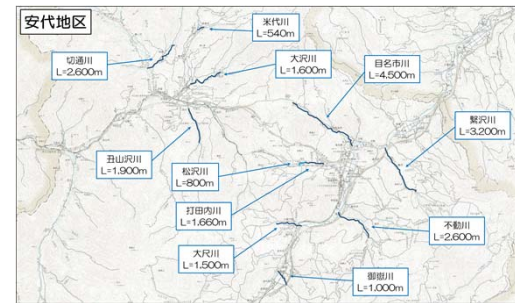 安代地区
米代川
L=540m
切通川
L=2,600m
大沢川
L=1,600m
目名市川
L=4,500m
繋沢川
L=3,200m
丑山沢川
L=1,900m
松沢川
L=800m
打田内川
L=1,660m
大尺川
L=1,500m
不動川
L=2,600m
御嶽川
L=1,000m